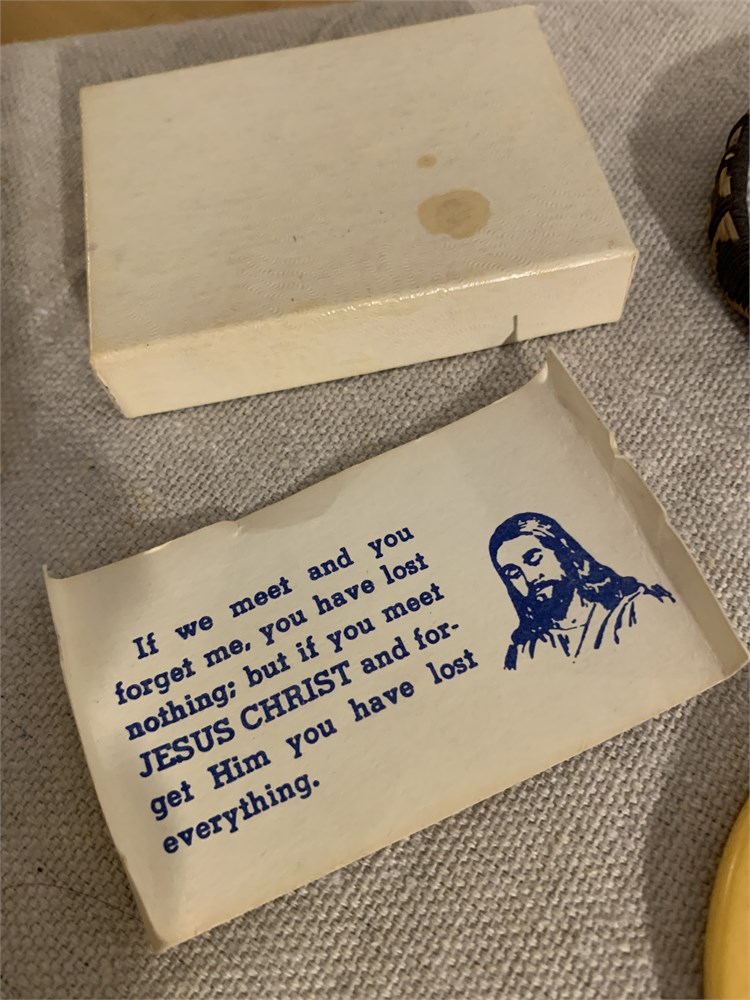 If we meet and you
forget me, you have lost
nothing; but if you meet
JESUS CHRIST and for-
get Him you have lost
everything.